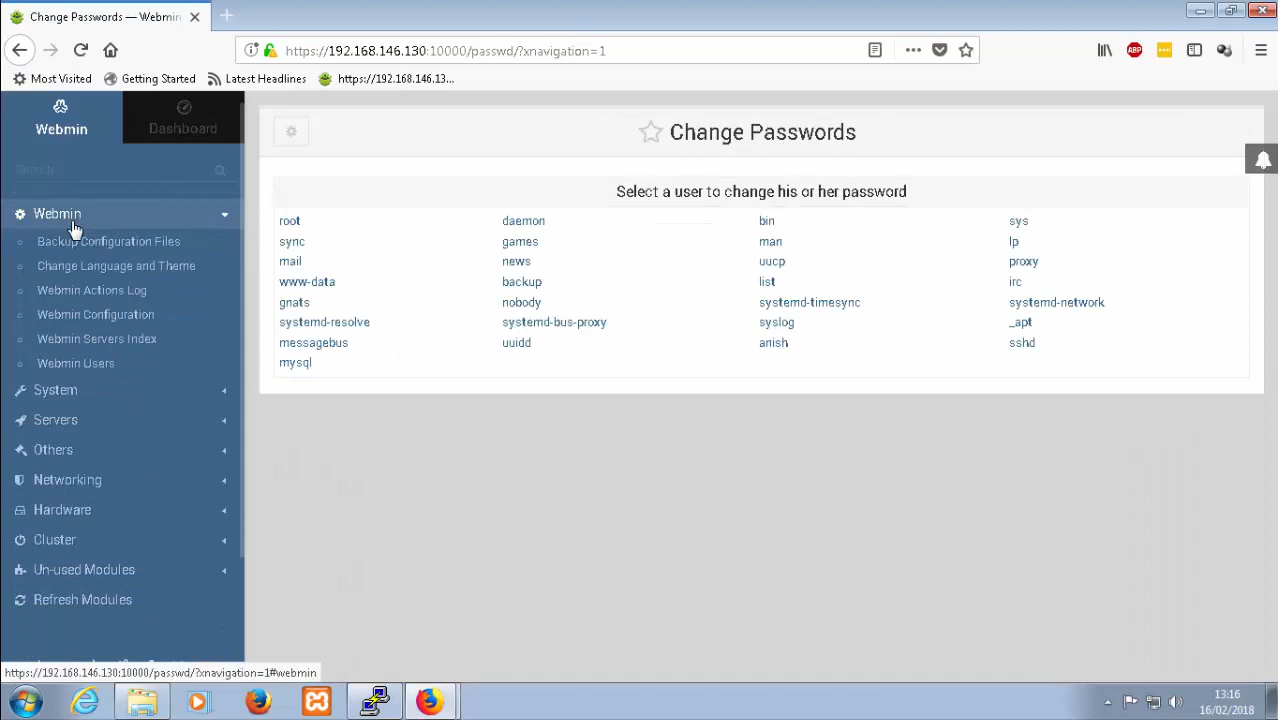 Change Passwords — Webmin
https://192.168.146.130:10000/passwd/?xnavigation=1
Most Visited
Getting Started
Latest Headlines
https://192.168.146.13...
ABP
Webmin
Dashboard
Search
Webmin
Backup Configuration Files
Change Language and Theme
Webmin Actions Log
Webmin Configuration
Webmin Servers Index
Webmin Users
System
Servers
Others
Networking
Hardware
Cluster
Un-used Modules
Refresh Modules
Change Passwords
Select a user to change his or her password
root daemon bin sys
sync games man lp
mail news uucp proxy
www-data backup list irc
gnats nobody systemd-timesync systemd-network
systemd-resolve systemd-bus-proxy syslog _apt
messagebus uuidd anish sshd
mysql
https://192.168.146.130:10000/passwd/?xnavigation=1#webmin
13:16
16/02/2018